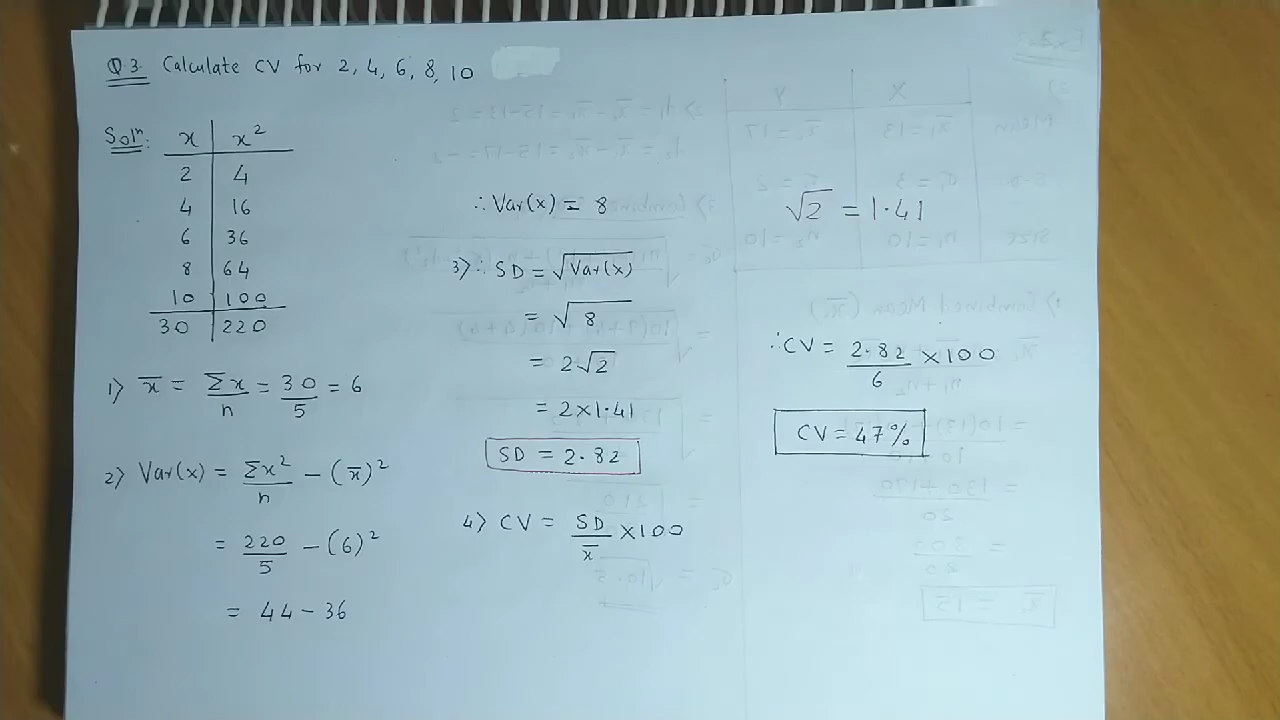 Q 3. Calculate CV for 2, 4, 6, 8, 10
Solⁿ.
x | x²
2 | 4
4 | 16
6 | 36
8 | 64
10 | 100
30 | 220
1) x̄ = Σx/n = 30/5 = 6
2) Var(x) = Σx²/n − (x̄)²
= 220/5 − (6)²
= 44 − 36
∴ Var(x) = 8
3) ∴ SD = √Var(x)
= √8
= 2√2
= 2×1.41
SD = 2.82
4) CV = SD/x̄ ×100
√2 = 1.41
∴ CV = 2.82/6 ×100
CV = 47%